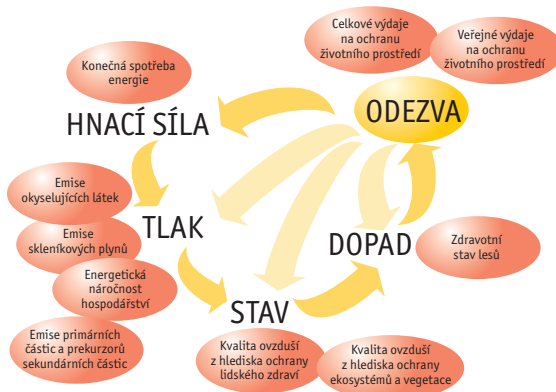 Celkové výdaje
na ochranu
životního prostředí
Veřejné výdaje
na ochranu
životního prostředí
Konečná spotřeba
energie
ODEZVA
HNACÍ SÍLA
Emise
okyselujících látek
TLAK
Emise
skleníkových plynů
DOPAD
Zdravotní
stav lesů
Energetická
náročnost
hospodářství
STAV
Emise primárních
částic a prekurzorů
sekundárních částic
Kvalita ovzduší
z hlediska ochrany
lidského zdraví
Kvalita ovzduší
z hlediska ochrany
ekosystémů a vegetace